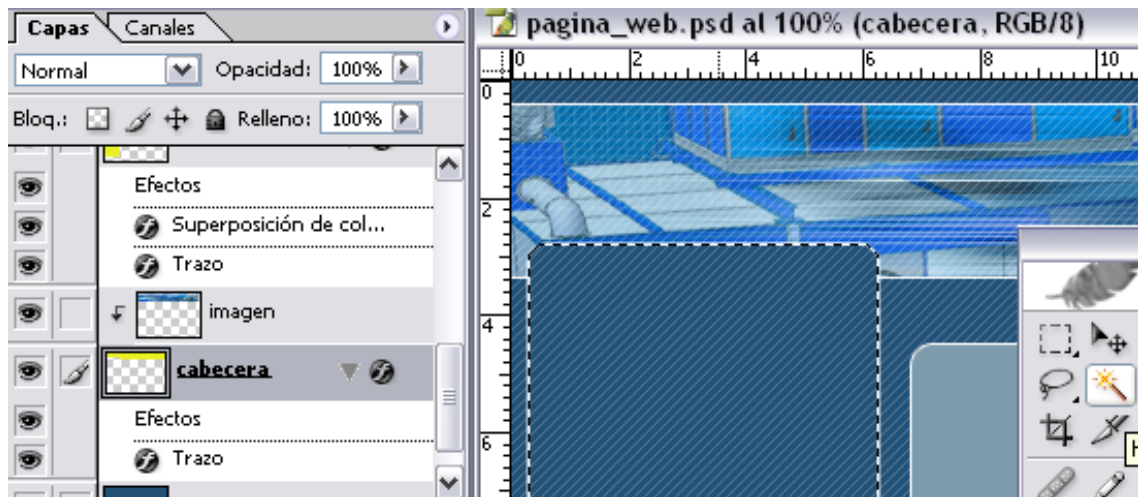 Capas Canales
Normal Opacidad: 100%
Bloq.: Relleno: 100%
Efectos
Superposición de col...
Trazo
imagen
cabecera
Efectos
Trazo
pagina_web.psd al 100% (cabecera, RGB/8)
0 2 4 6 8 10
0
2
4
6
H